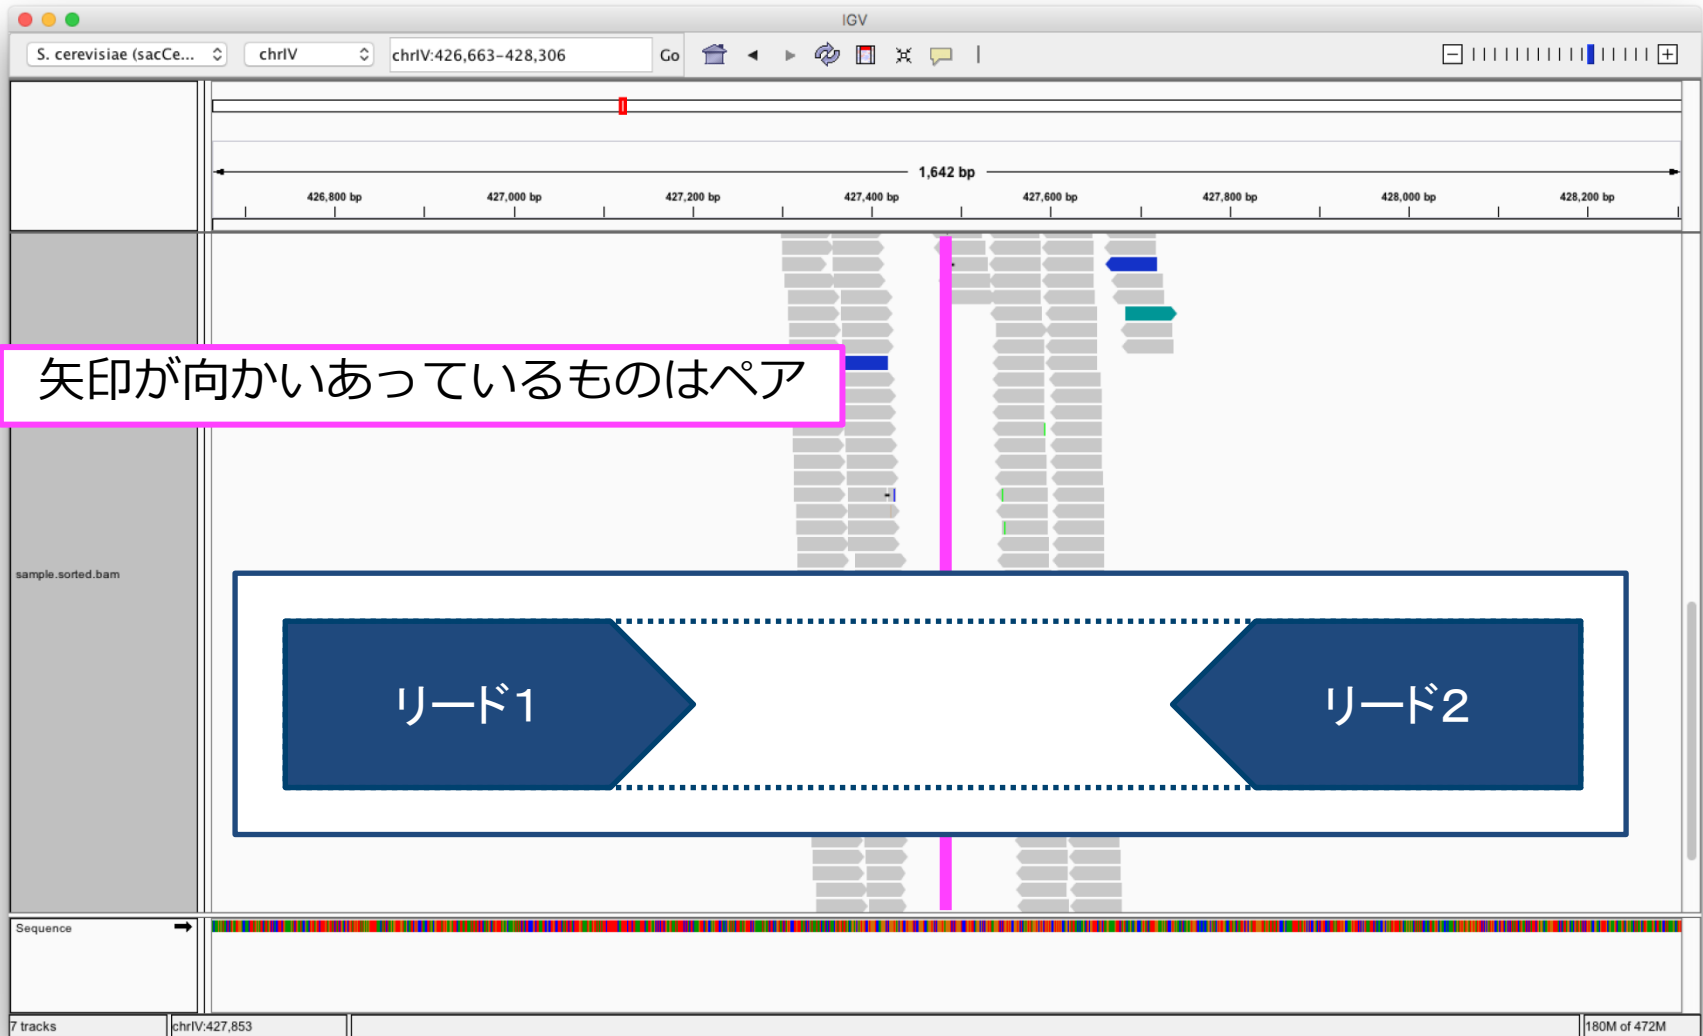 IGV
S. cerevisiae (sacCe...
chrIV
chrIV:426,663-428,306
Go
1,642 bp
426,800 bp
427,000 bp
427,200 bp
427,400 bp
427,600 bp
427,800 bp
428,000 bp
428,200 bp
矢印が向かいあっているものはペア
sample.sorted.bam
リード1
リード2
Sequence
7 tracks
chrIV:427,853
180M of 472M